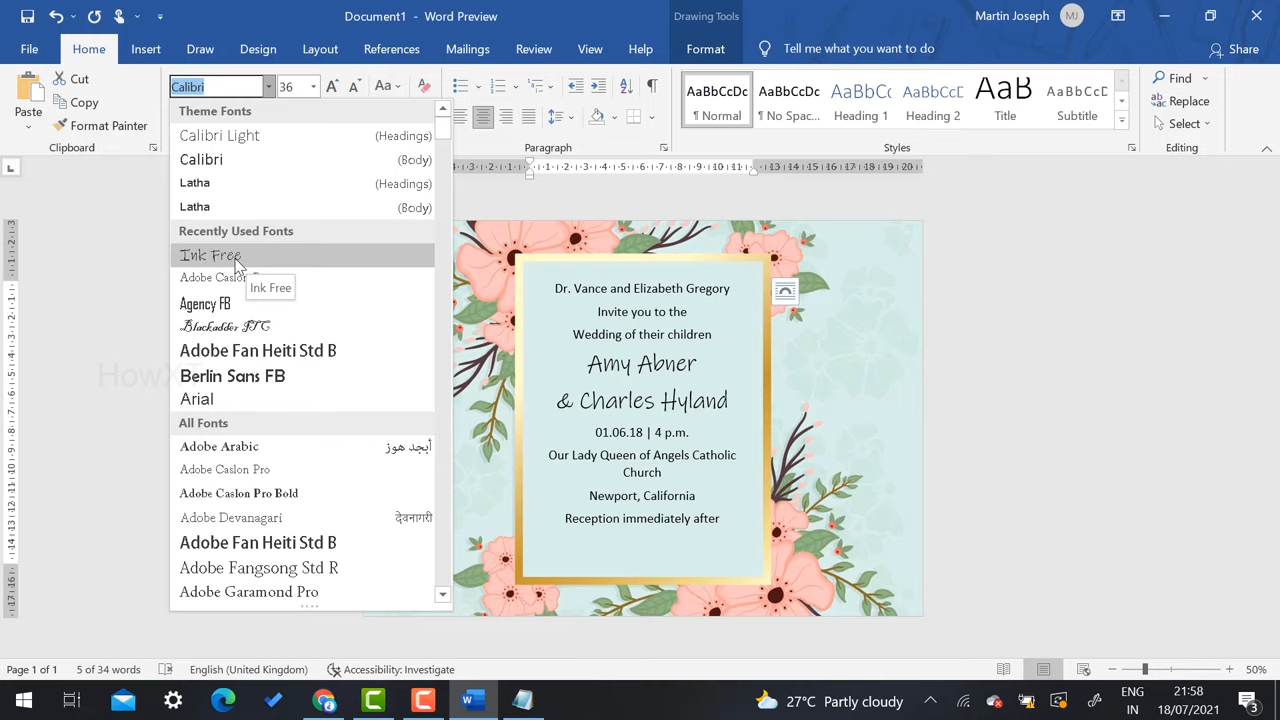 Document1 - Word Preview
Drawing Tools
Martin Joseph
MJ
File Home Insert Draw Design Layout References Mailings Review View Help Format Tell me what you want to do Share
Paste
Cut
Copy
Format Painter
Clipboard
Calibri 36
Aa
Paragraph
AaBbCcDc AaBbCcDc AaBbCc AaBbCcD AaB AaBbCcD
¶ Normal ¶ No Spac... Heading 1 Heading 2 Title Subtitle
Styles
Find
Replace
Select
Editing
Theme Fonts
Calibri Light (Headings)
Calibri (Body)
Latha (Headings)
Latha (Body)
Recently Used Fonts
Ink Free
Ink Free
Agency FB
Blackadder ITC
Adobe Fan Heiti Std B
Berlin Sans FB
Arial
All Fonts
Adobe Arabic أبجد هوز
Adobe Caslon Pro
Adobe Caslon Pro Bold
Adobe Devanagari देवनागरी
Adobe Fan Heiti Std B
Adobe Fangsong Std R
Adobe Garamond Pro
Dr. Vance and Elizabeth Gregory
Invite you to the
Wedding of their children
Amy Abner
& Charles Hyland
01.06.18 | 4 p.m.
Our Lady Queen of Angels Catholic
Church
Newport, California
Reception immediately after
Page 1 of 1 5 of 34 words English (United Kingdom) Accessibility: Investigate 50%
27°C Partly cloudy
ENG
IN
21:58
18/07/2021
3